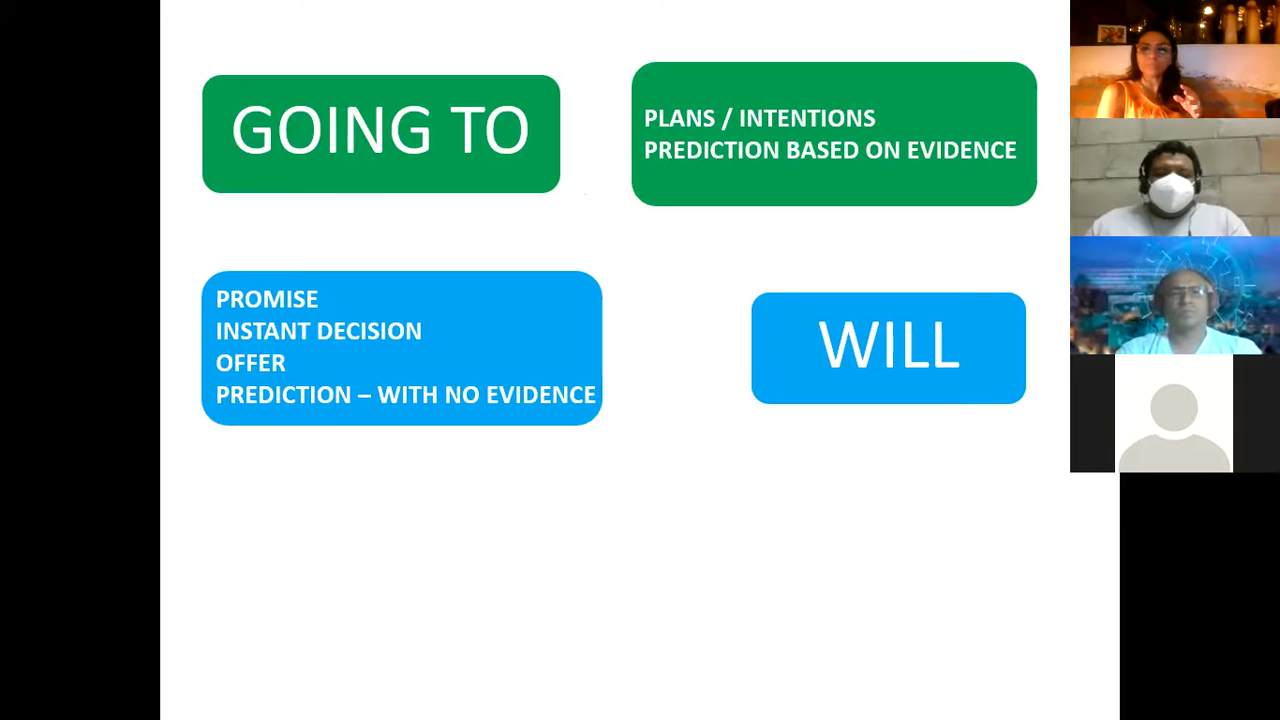 GOING TO
PLANS / INTENTIONS
PREDICTION BASED ON EVIDENCE
PROMISE
INSTANT DECISION
OFFER
PREDICTION – WITH NO EVIDENCE
WILL